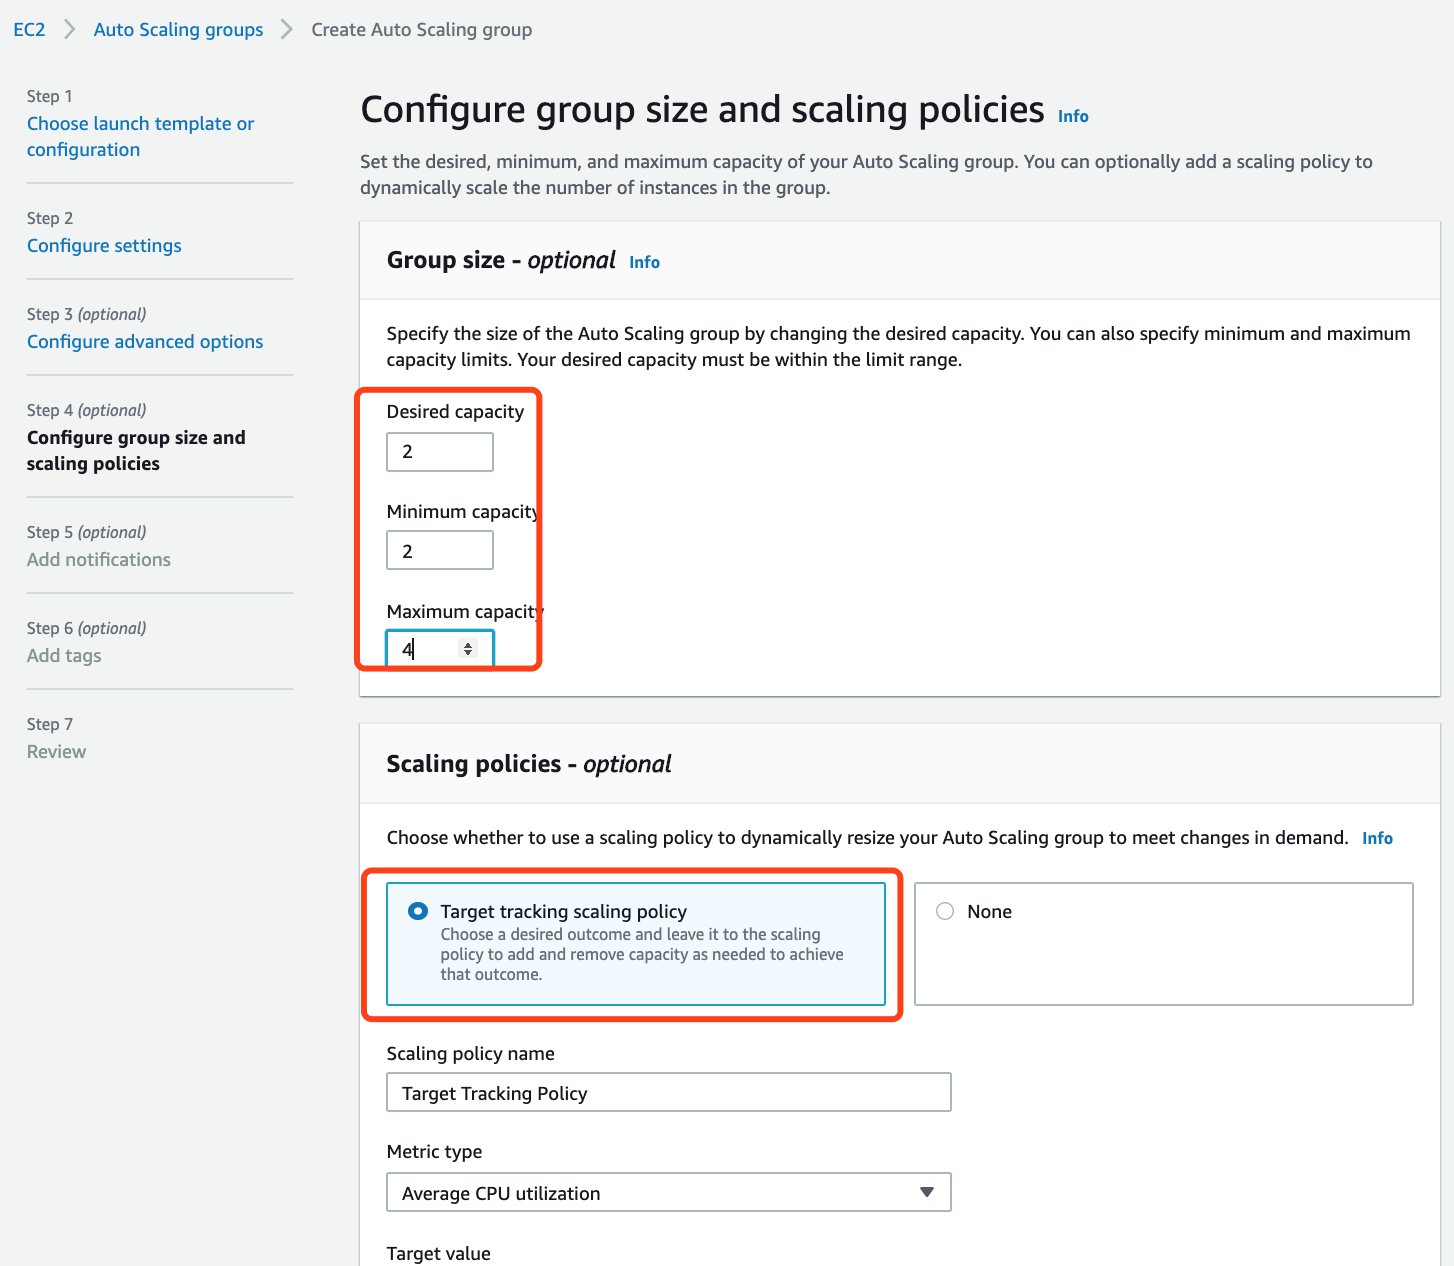 EC2 > Auto Scaling groups > Create Auto Scaling group
Step 1
Choose launch template or
configuration
Step 2
Configure settings
Step 3 (optional)
Configure advanced options
Step 4 (optional)
Configure group size and
scaling policies
Step 5 (optional)
Add notifications
Step 6 (optional)
Add tags
Step 7
Review
Configure group size and scaling policies Info
Set the desired, minimum, and maximum capacity of your Auto Scaling group. You can optionally add a scaling policy to
dynamically scale the number of instances in the group.
Group size - optional Info
Specify the size of the Auto Scaling group by changing the desired capacity. You can also specify minimum and maximum
capacity limits. Your desired capacity must be within the limit range.
Desired capacity
2
Minimum capacity
2
Maximum capacity
4
Scaling policies - optional
Choose whether to use a scaling policy to dynamically resize your Auto Scaling group to meet changes in demand. Info
Target tracking scaling policy
Choose a desired outcome and leave it to the scaling
policy to add and remove capacity as needed to achieve
that outcome.
None
Scaling policy name
Target Tracking Policy
Metric type
Average CPU utilization
Target value